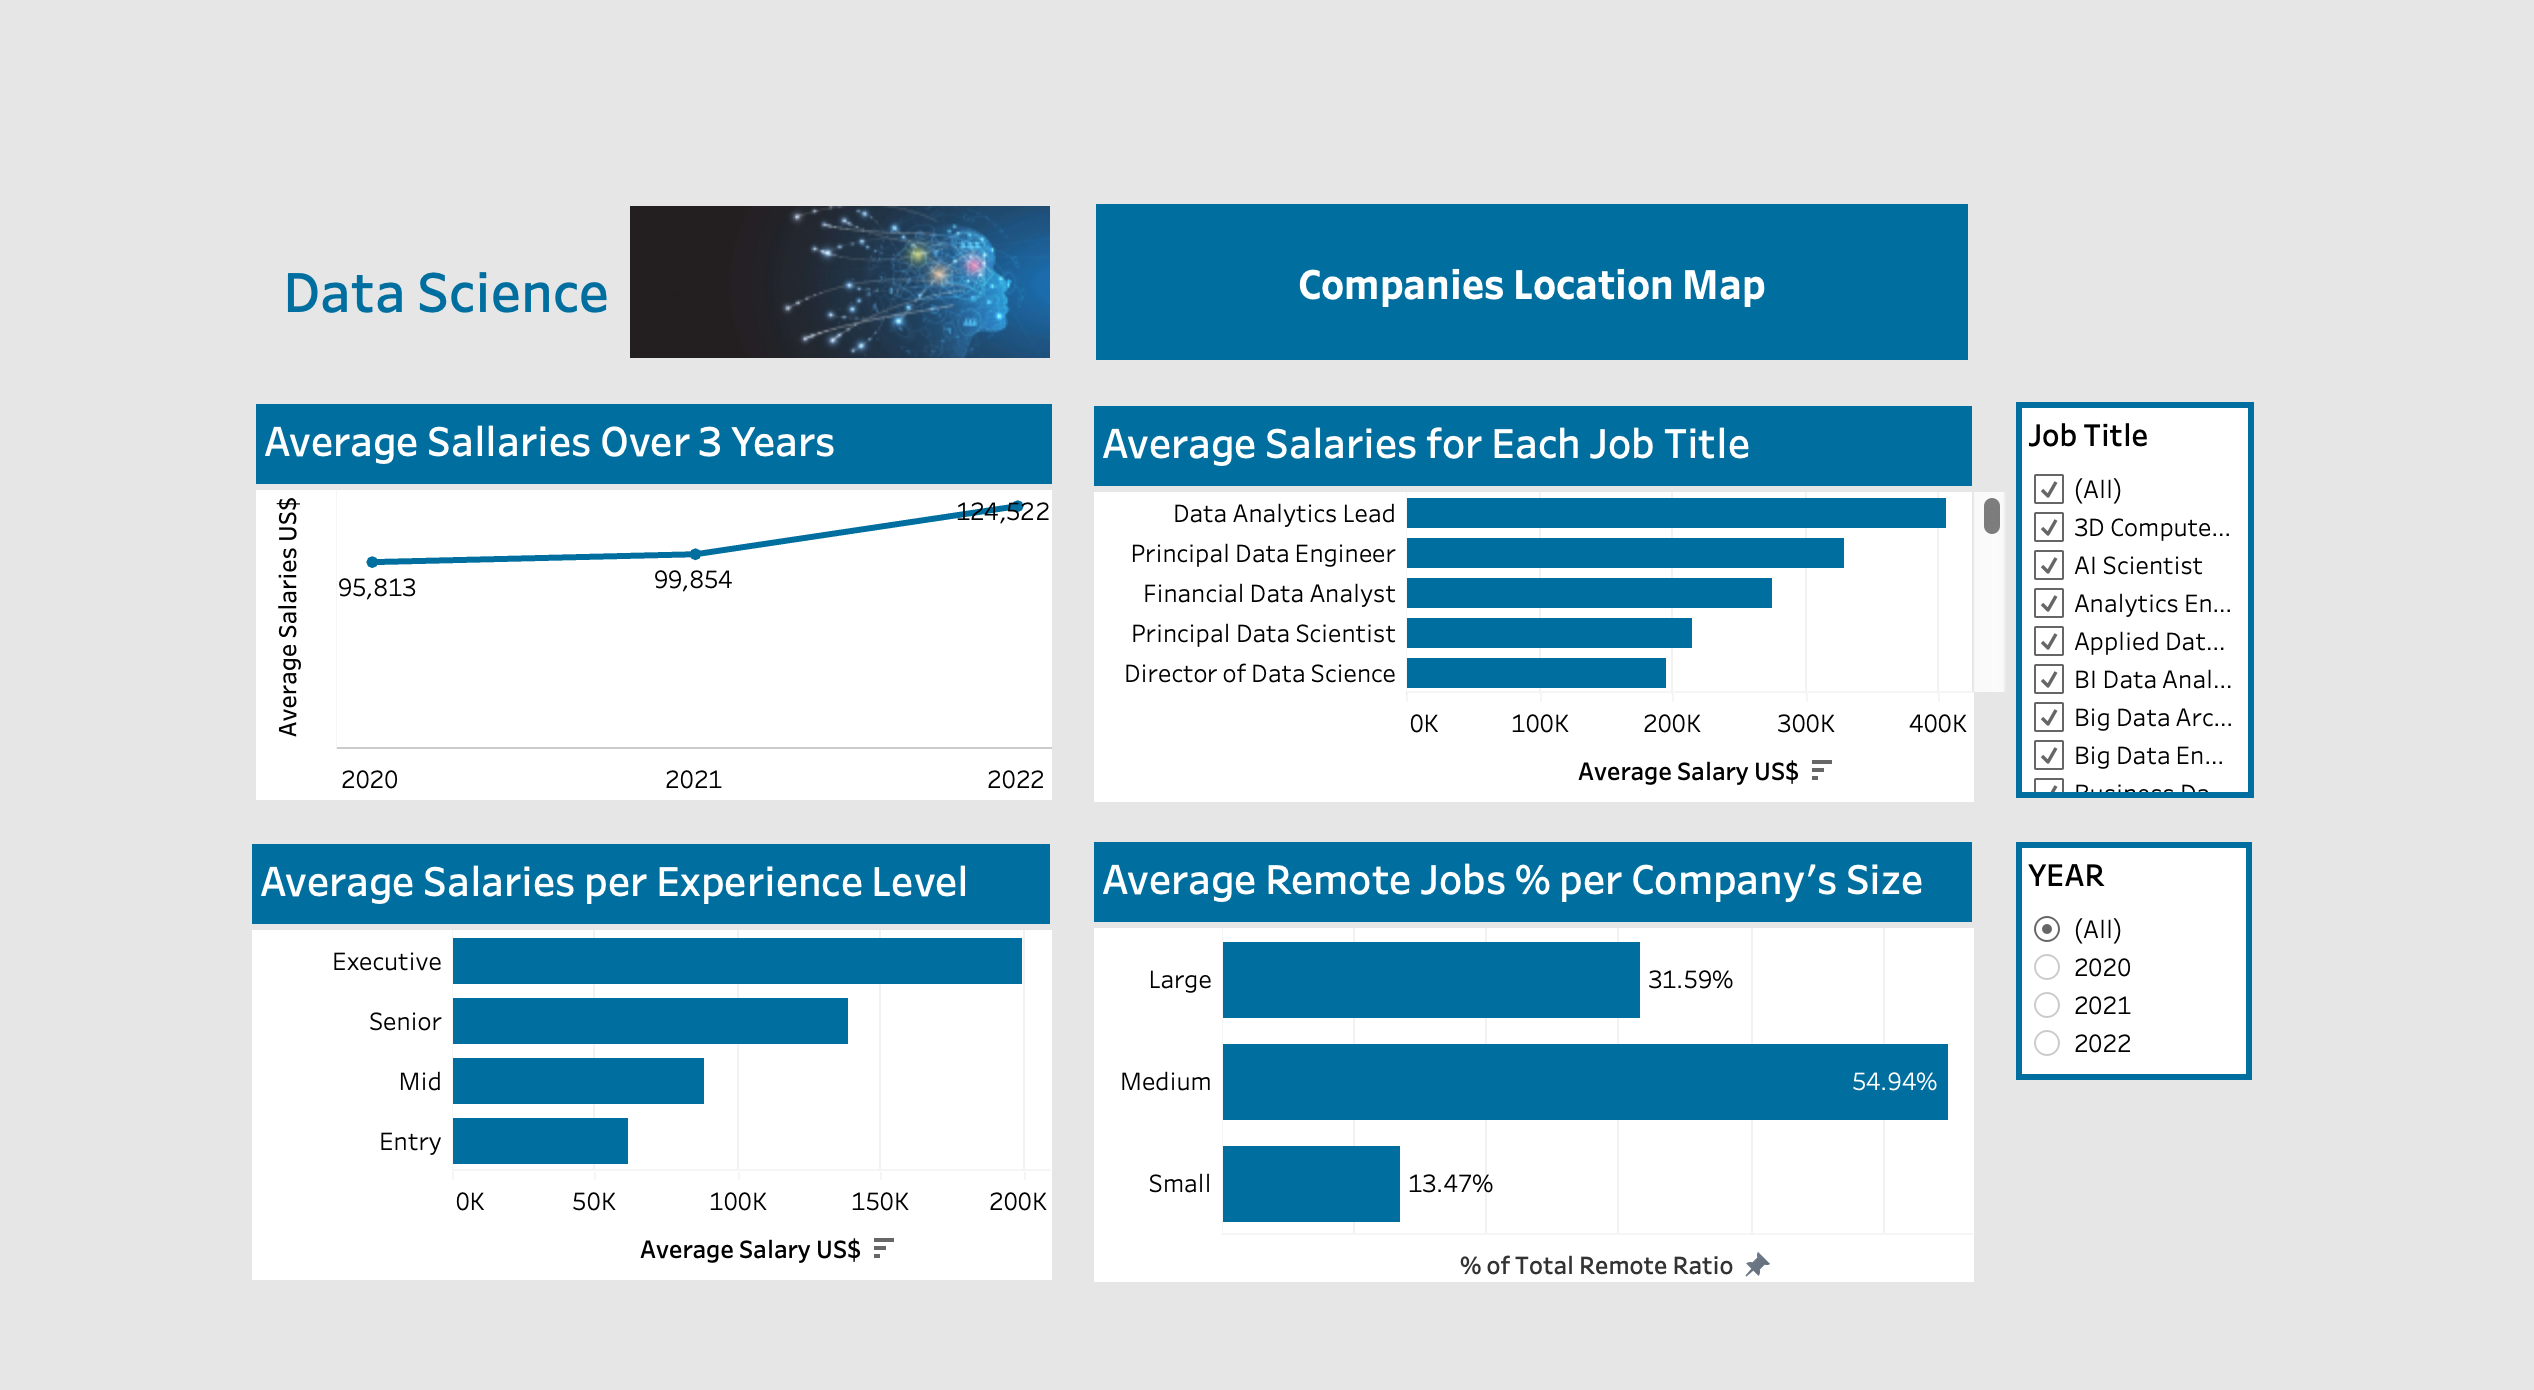 Data Science
Companies Location Map
Average Sallaries Over 3 Years
Average Salaries US$
95,813
99,854
124,522
2020
2021
2022
Average Salaries for Each Job Title
Data Analytics Lead
Principal Data Engineer
Financial Data Analyst
Principal Data Scientist
Director of Data Science
0K
100K
200K
300K
400K
Average Salary US$
Job Title
(All)
3D Compute...
AI Scientist
Analytics En...
Applied Dat...
BI Data Anal...
Big Data Arc...
Big Data En...
Business Da...
Average Salaries per Experience Level
Executive
Senior
Mid
Entry
0K
50K
100K
150K
200K
Average Salary US$
Average Remote Jobs % per Company’s Size
Large
31.59%
Medium
54.94%
Small
13.47%
% of Total Remote Ratio
YEAR
(All)
2020
2021
2022